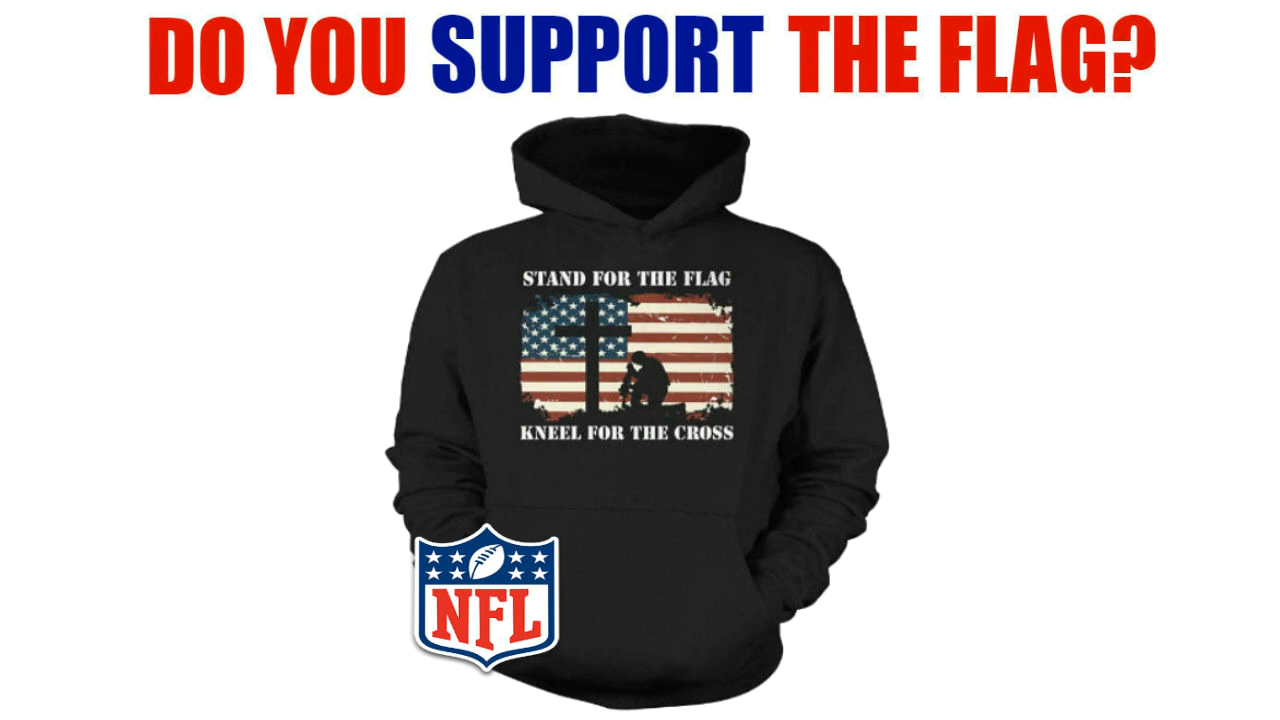 DO YOU SUPPORT THE FLAG?
STAND FOR THE FLAG
KNEEL FOR THE CROSS
NFL